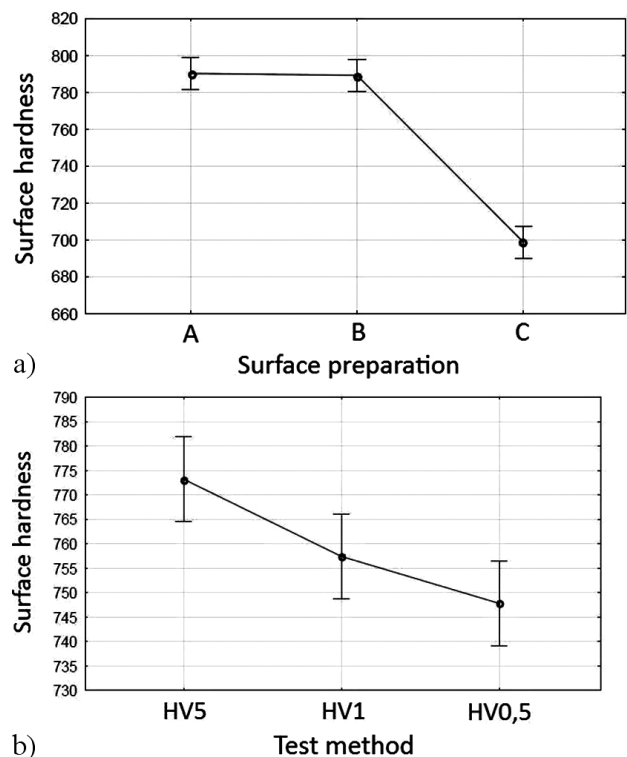 820
800
780
760
740
720
700
680
660
Surface hardness
A B C
Surface preparation
a)
790
785
780
775
770
765
760
755
750
745
740
735
730
Surface hardness
HV5 HV1 HV0,5
Test method
b)